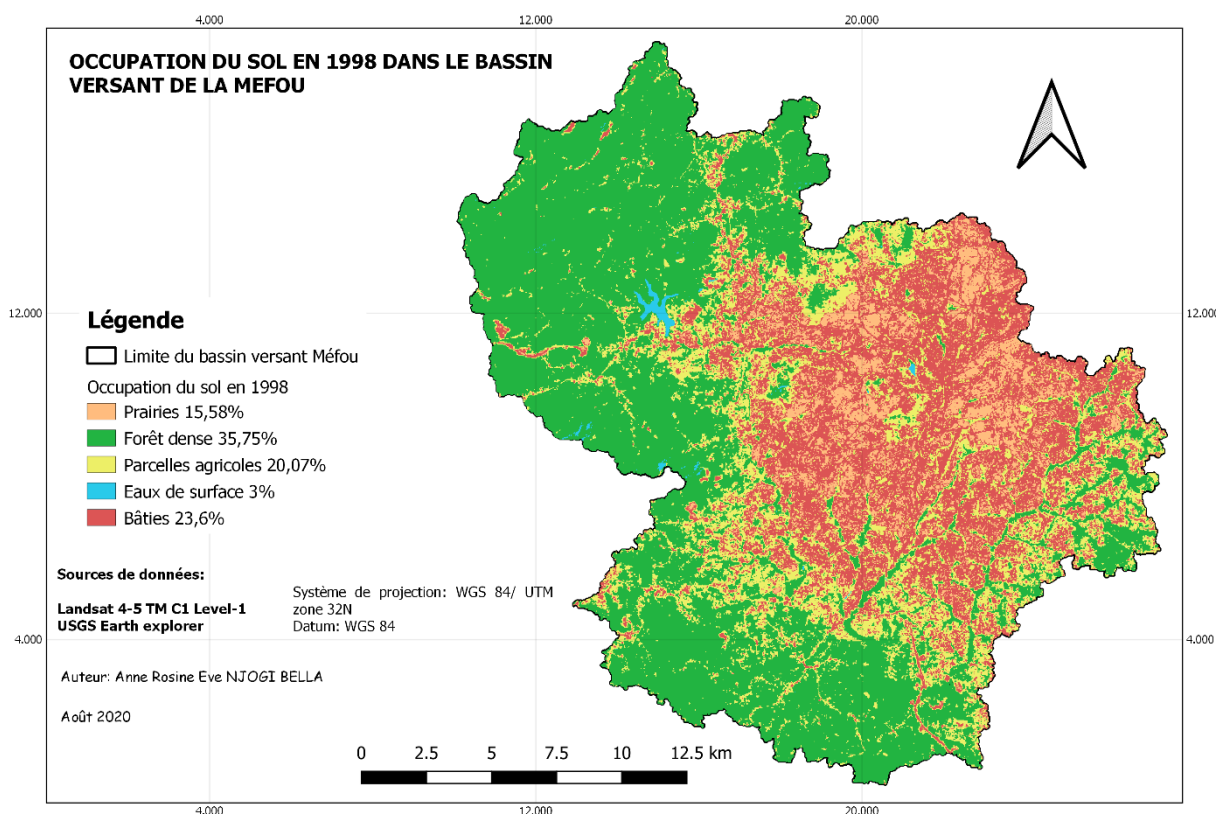 4.000
12.000
20.000
OCCUPATION DU SOL EN 1998 DANS LE BASSIN
VERSANT DE LA MEFOU
12.000
12.000
Légende
Limite du bassin versant Méfou
Occupation du sol en 1998
Prairies 15,58%
Forêt dense 35,75%
Parcelles agricoles 20,07%
Eaux de surface 3%
Bâties 23,6%
Sources de données:
Landsat 4-5 TM C1 Level-1
USGS Earth explorer
Système de projection: WGS 84/ UTM
zone 32N
Datum: WGS 84
4.000
4.000
Auteur: Anne Rosine Eve NJOGI BELLA
Août 2020
0 2.5 5 7.5 10 12.5 km
4.000
12.000
20.000